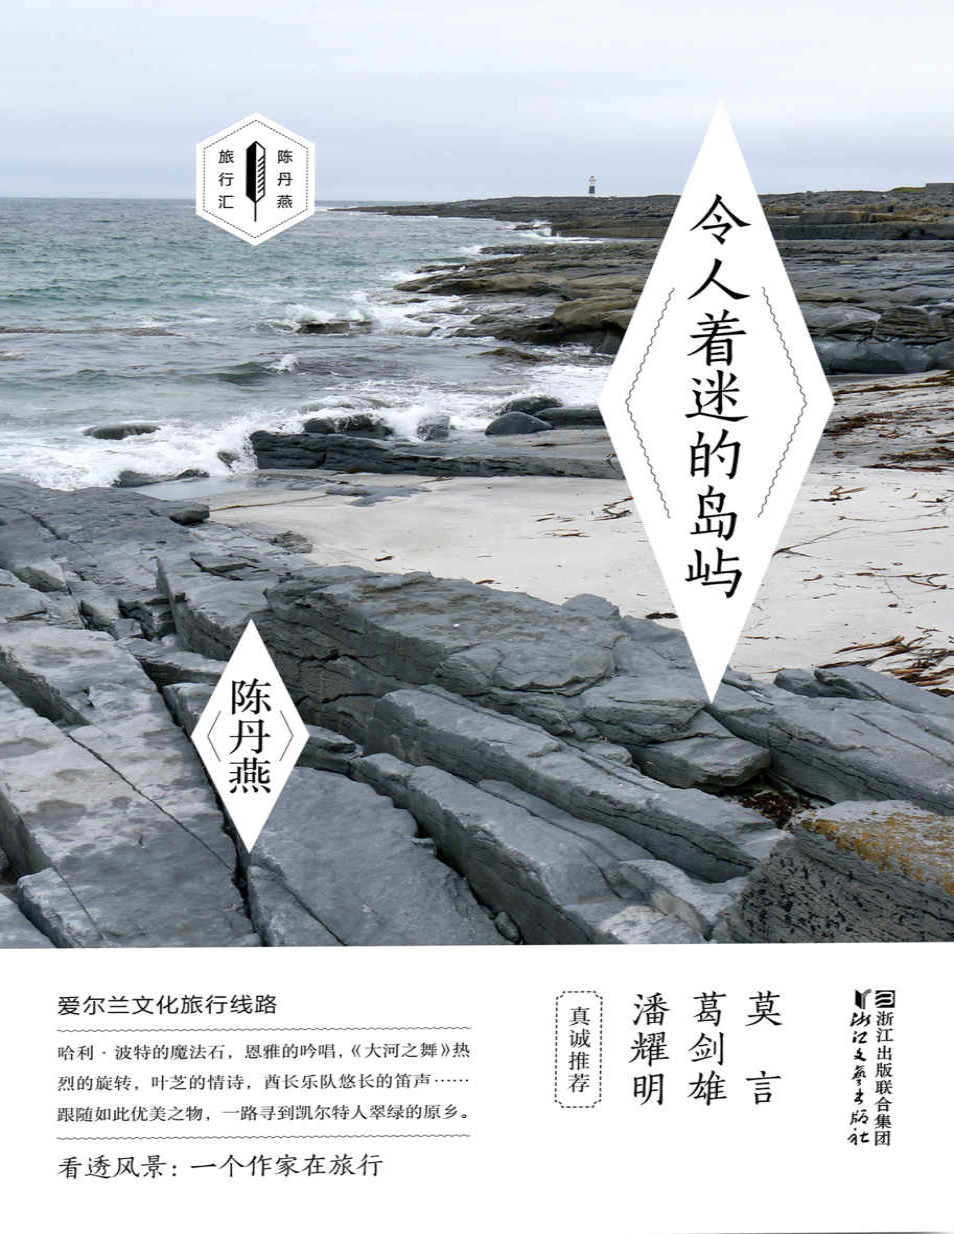 陈丹燕
旅行汇
令人着迷的岛屿
陈丹燕
爱尔兰文化旅行线路
哈利·波特的魔法石，恩雅的吟唱，《大河之舞》热
烈的旋转，叶芝的情诗，酋长乐队悠长的笛声……
跟随如此优美之物，一路寻到凯尔特人翠绿的原乡。
看透风景：一个作家在旅行
莫言
葛剑雄
潘耀明
真诚推荐
浙江出版联合集团
浙江文艺出版社